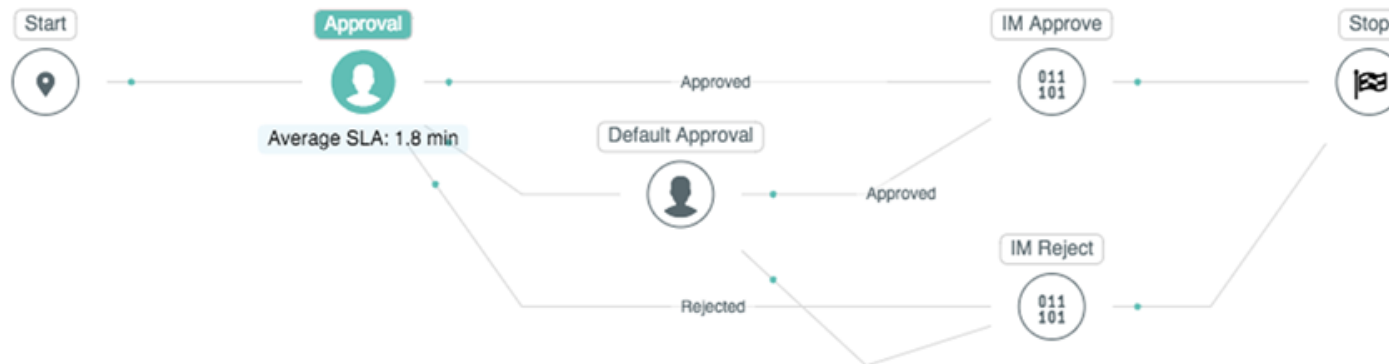 Start
Approval
IM Approve
Stop
Approved
Average SLA: 1.8 min
Default Approval
Approved
IM Reject
Rejected
011
101
011
101